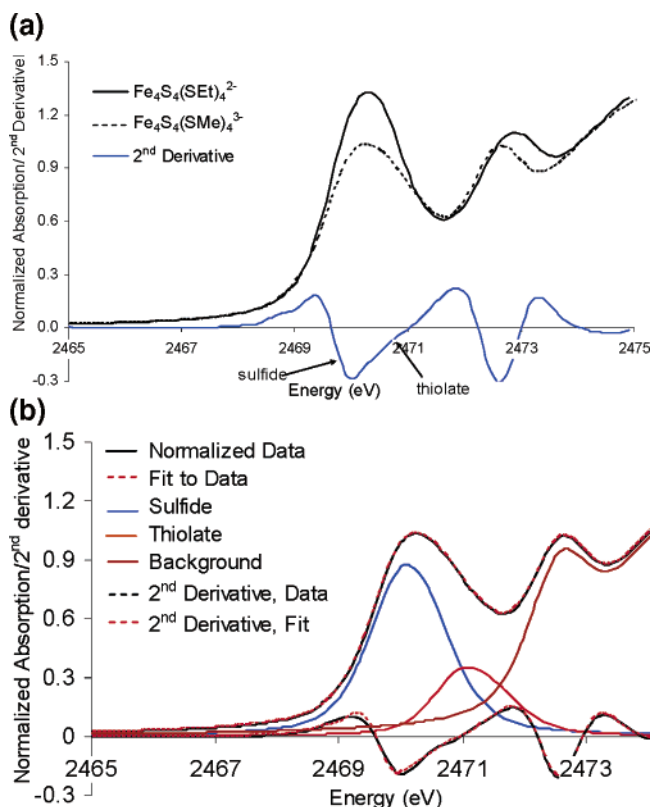 (a)
Normalized Absorption/ 2nd Derivative|
1.5
1.2
0.9
0.6
0.3
0.0
-0.3
Fe4S4(SEt)4 2-
Fe4S4(SMe)4 3-
2nd Derivative
2465
2467
2469
2471
2473
2475
sulfide
thiolate
Energy (eV)
(b)
Normalized Absorption/2nd derivative
1.5
1.2
0.9
0.6
0.3
0
-0.3
Normalized Data
Fit to Data
Sulfide
Thiolate
Background
2nd Derivative, Data
2nd Derivative, Fit
2465
2467
2469
2471
2473
Energy (eV)